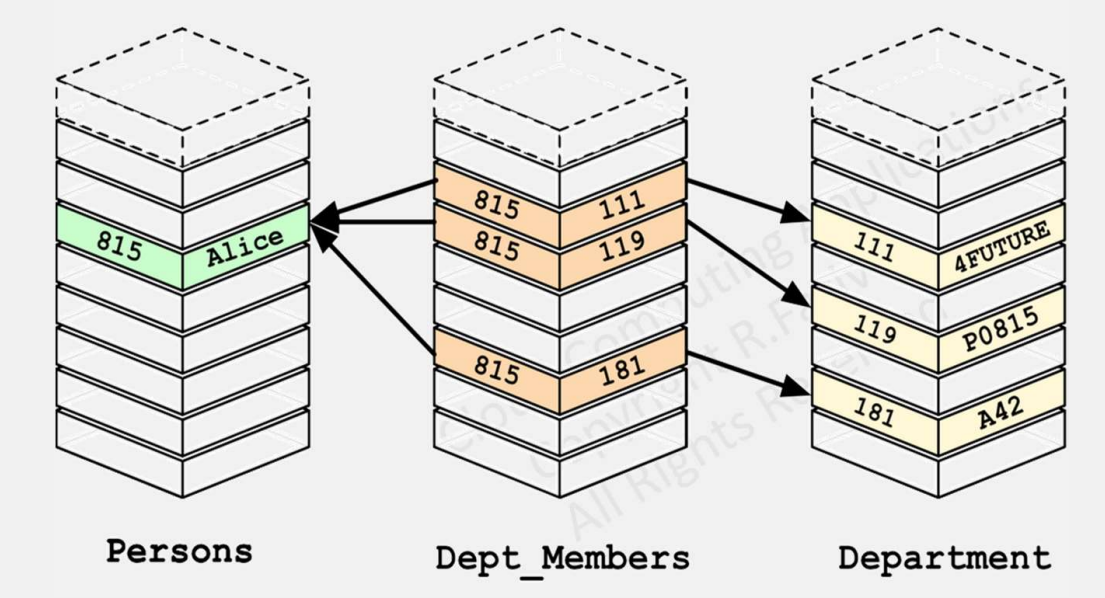 815 Alice
815 111
815 119
815 181
111 4FUTURE
119 P0815
181 A42
Cloud Computing Applications
Copyright
All Rights Reserved
Persons
Dept_Members
Department